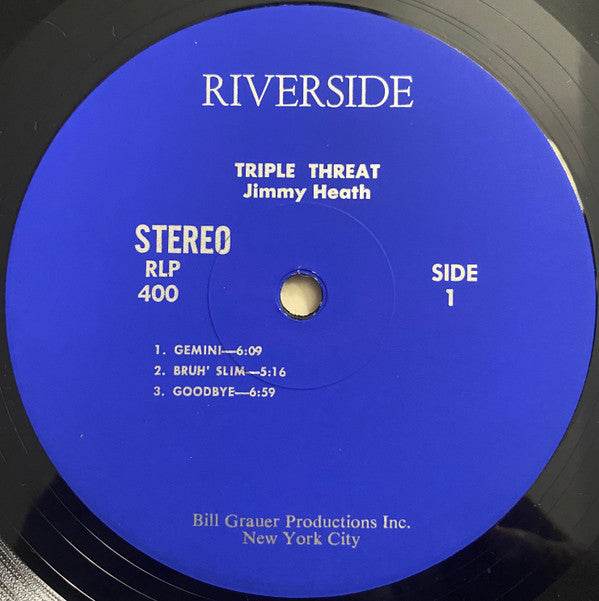 RIVERSIDE
TRIPLE THREAT
Jimmy Heath
STEREO
RLP
400
SIDE
1
1. GEMINI—6:09
2. BRUH' SLIM—5:16
3. GOODBYE—6:59
Bill Grauer Productions Inc.
New York City